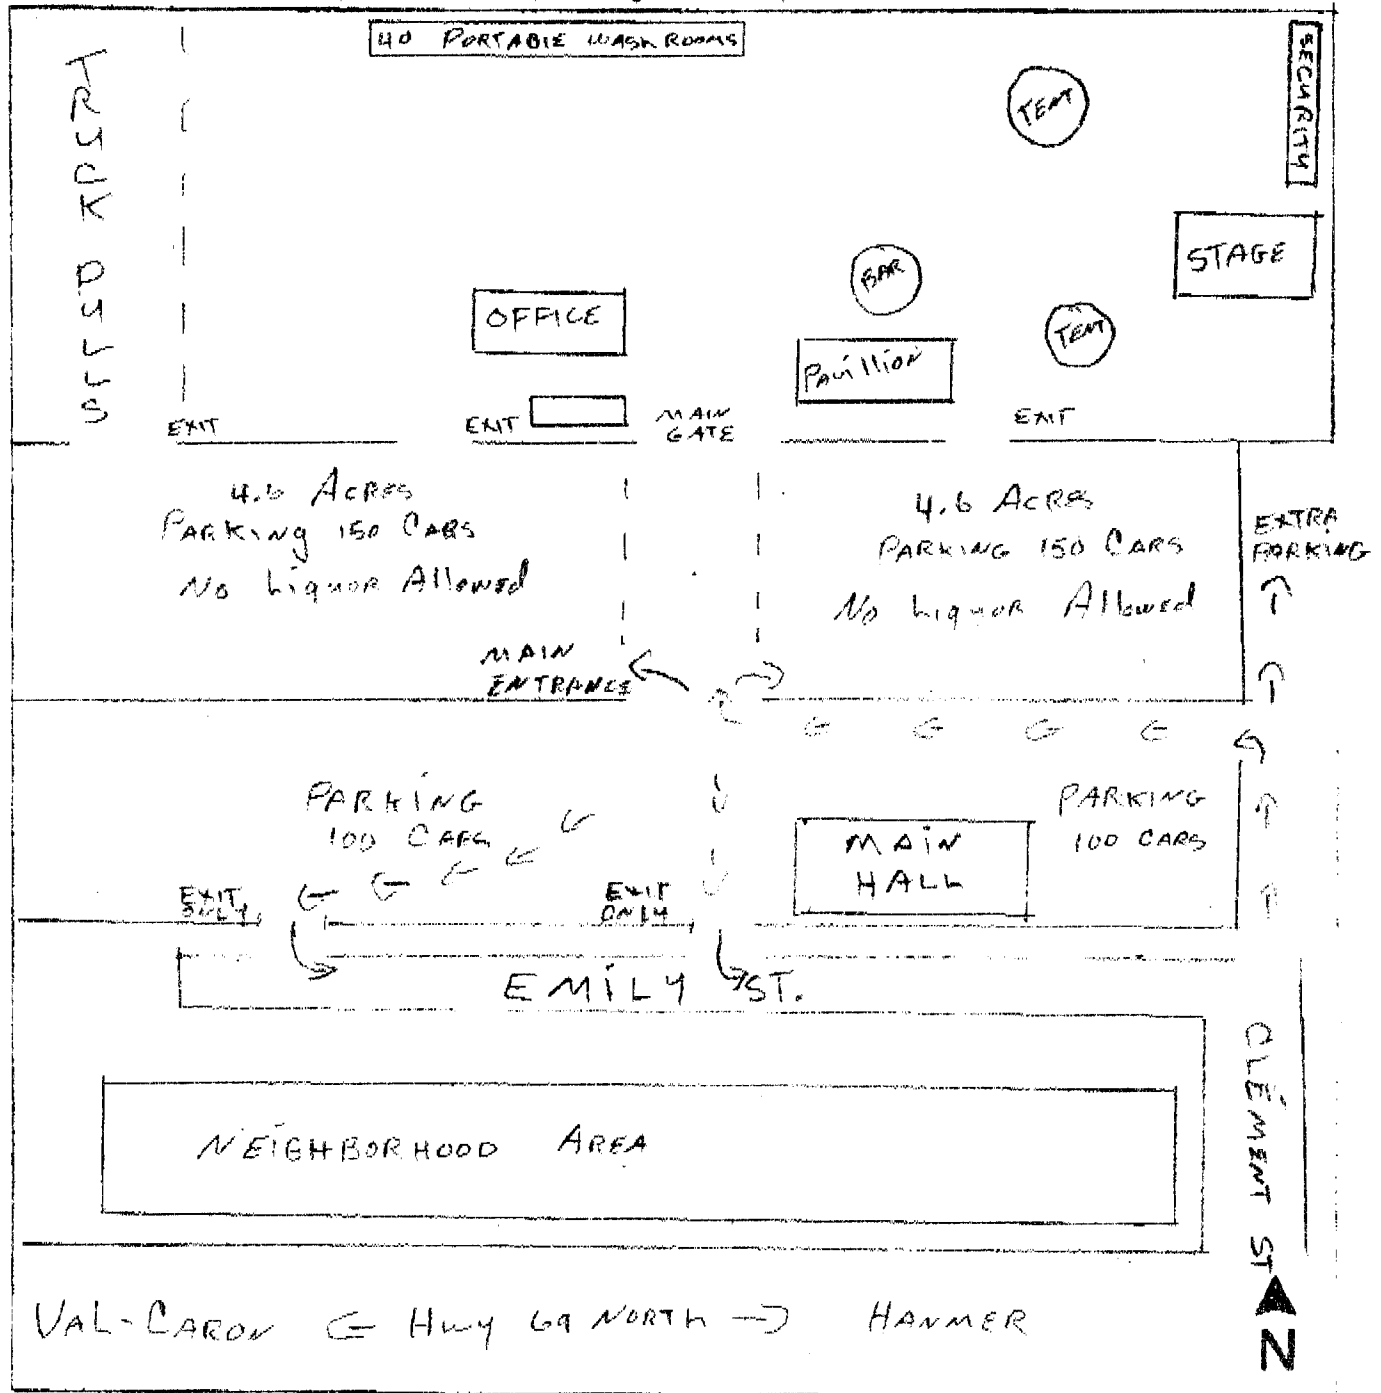 40 PORTABLE WASHROOMS
SECURITY
TRUCK PULLS
TENT
STAGE
BAR
OFFICE
TENT
Pavillion
EXIT
EXIT
MAIN
GATE
EXIT
4.6 Acres
PARKINg 150 CARS
No Liquor Allowed
4.6 Acres
PARKING 150 CARS
No Liquor Allowed
EXTRA
PARKING
MAIN
ENTRANCE
PARKING
100 CARS
MAIN
HALL
PARKING
100 CARS
EXIT
ONLY
EXIT
ONLY
EMILY ST.
CLÉMENT ST
NEIGHBORHOOD AREA
VAL-CARON ← Hwy 69 NORTH → HANMER
N